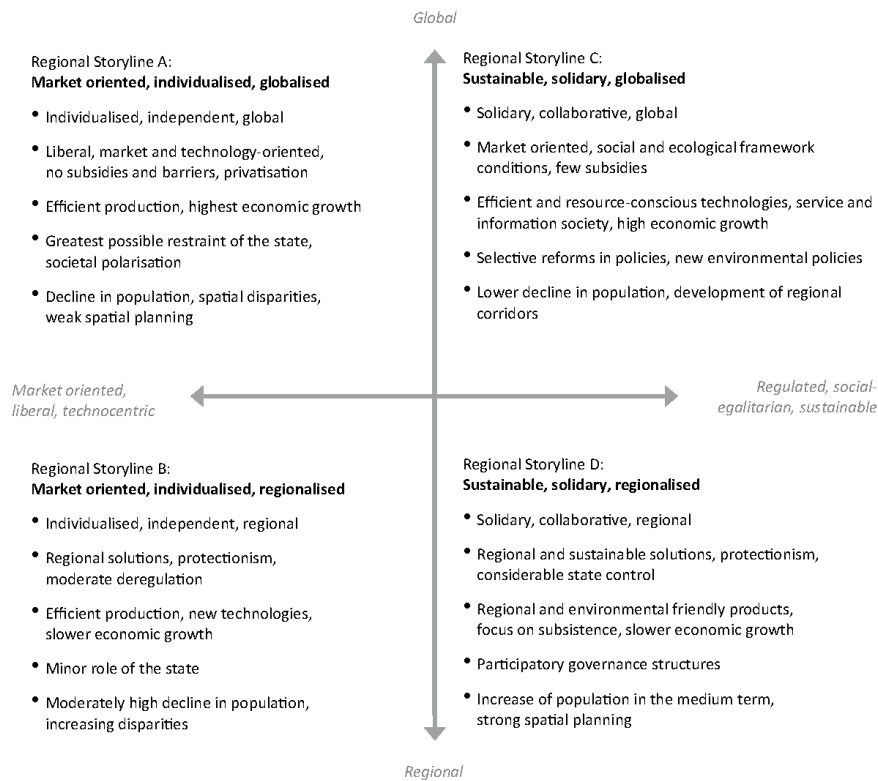 Global
Regional Storyline A:
Market oriented, individualised, globalised
• Individualised, independent, global
• Liberal, market and technology-oriented,
no subsidies and barriers, privatisation
• Efficient production, highest economic growth
• Greatest possible restraint of the state,
societal polarisation
• Decline in population, spatial disparities,
weak spatial planning
Regional Storyline C:
Sustainable, solidary, globalised
• Solidary, collaborative, global
• Market oriented, social and ecological framework
conditions, few subsidies
• Efficient and resource-conscious technologies, service and
information society, high economic growth
• Selective reforms in policies, new environmental policies
• Lower decline in population, development of regional
corridors
Market oriented,
liberal, technocentric
Regulated, social-
egalitarian, sustainable
Regional Storyline B:
Market oriented, individualised, regionalised
• Individualised, independent, regional
• Regional solutions, protectionism,
moderate deregulation
• Efficient production, new technologies,
slower economic growth
• Minor role of the state
• Moderately high decline in population,
increasing disparities
Regional Storyline D:
Sustainable, solidary, regionalised
• Solidary, collaborative, regional
• Regional and sustainable solutions, protectionism,
considerable state control
• Regional and environmental friendly products,
focus on subsistence, slower economic growth
• Participatory governance structures
• Increase of population in the medium term,
strong spatial planning
Regional